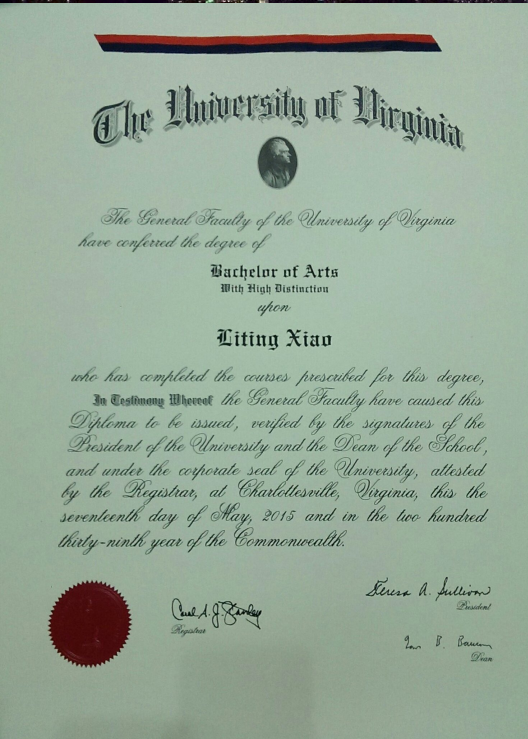 The University of Virginia
The General Faculty of the University of Virginia
have conferred the degree of
Bachelor of Arts
With High Distinction
upon
Liting Xiao
who has completed the courses prescribed for this degree,
In Testimony Whereof the General Faculty have caused this
Diploma to be issued, verified by the signatures of the
President of the University and the Dean of the School,
and under the corporate seal of the University, attested
by the Registrar, at Charlottesville, Virginia, this the
seventeenth day of May, 2015 and in the two hundred
thirty-ninth year of the Commonwealth.
Teresa A. Sullivan
President
Carol A. J. Stanley
Registrar
B.
Dean